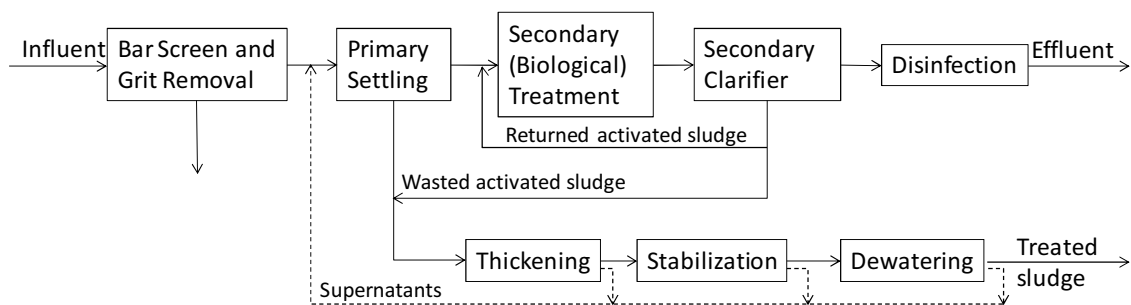 Influent
Bar Screen and
Grit Removal
Primary
Settling
Secondary
(Biological)
Treatment
Secondary
Clarifier
Disinfection
Effluent
Returned activated sludge
Wasted activated sludge
Thickening
Stabilization
Dewatering
Treated
sludge
Supernatants